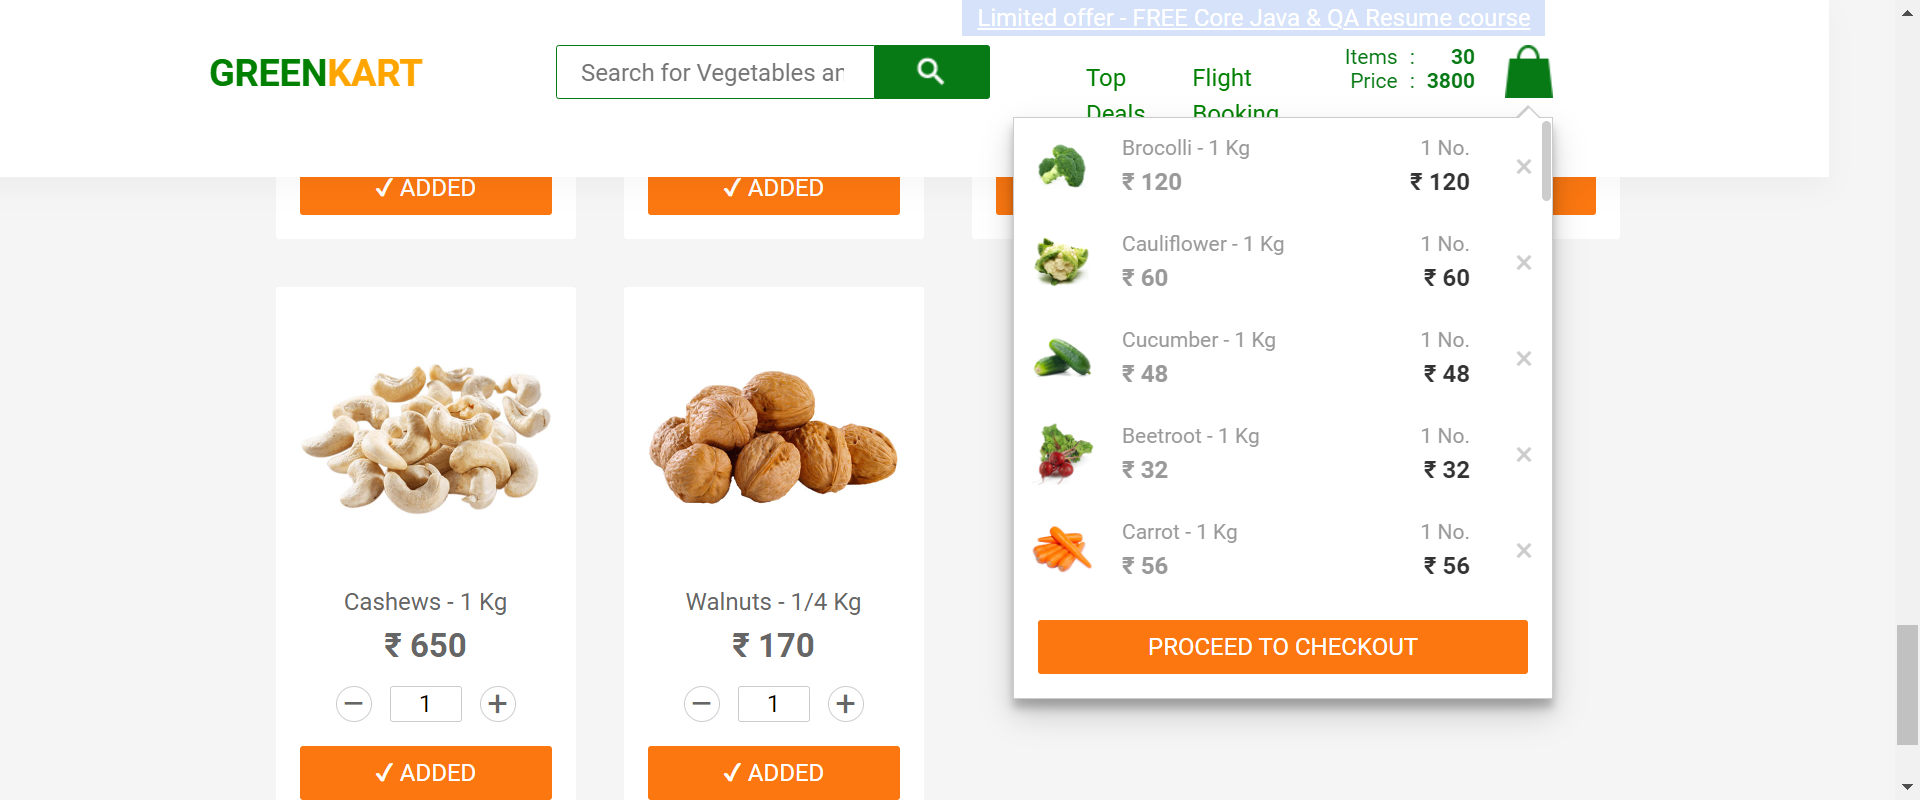 Limited offer - FREE Core Java & QA Resume course
GREENKART
Search for Vegetables an
Top Deals
Flight Booking
Items : 30
Price : 3800
✓ ADDED
✓ ADDED
Brocolli - 1 Kg 1 No.
₹ 120 ₹ 120
×
Cauliflower - 1 Kg 1 No.
₹ 60 ₹ 60
×
Cucumber - 1 Kg 1 No.
₹ 48 ₹ 48
×
Beetroot - 1 Kg 1 No.
₹ 32 ₹ 32
×
Carrot - 1 Kg 1 No.
₹ 56 ₹ 56
×
PROCEED TO CHECKOUT
Cashews - 1 Kg
₹ 650
− 1 +
✓ ADDED
Walnuts - 1/4 Kg
₹ 170
− 1 +
✓ ADDED